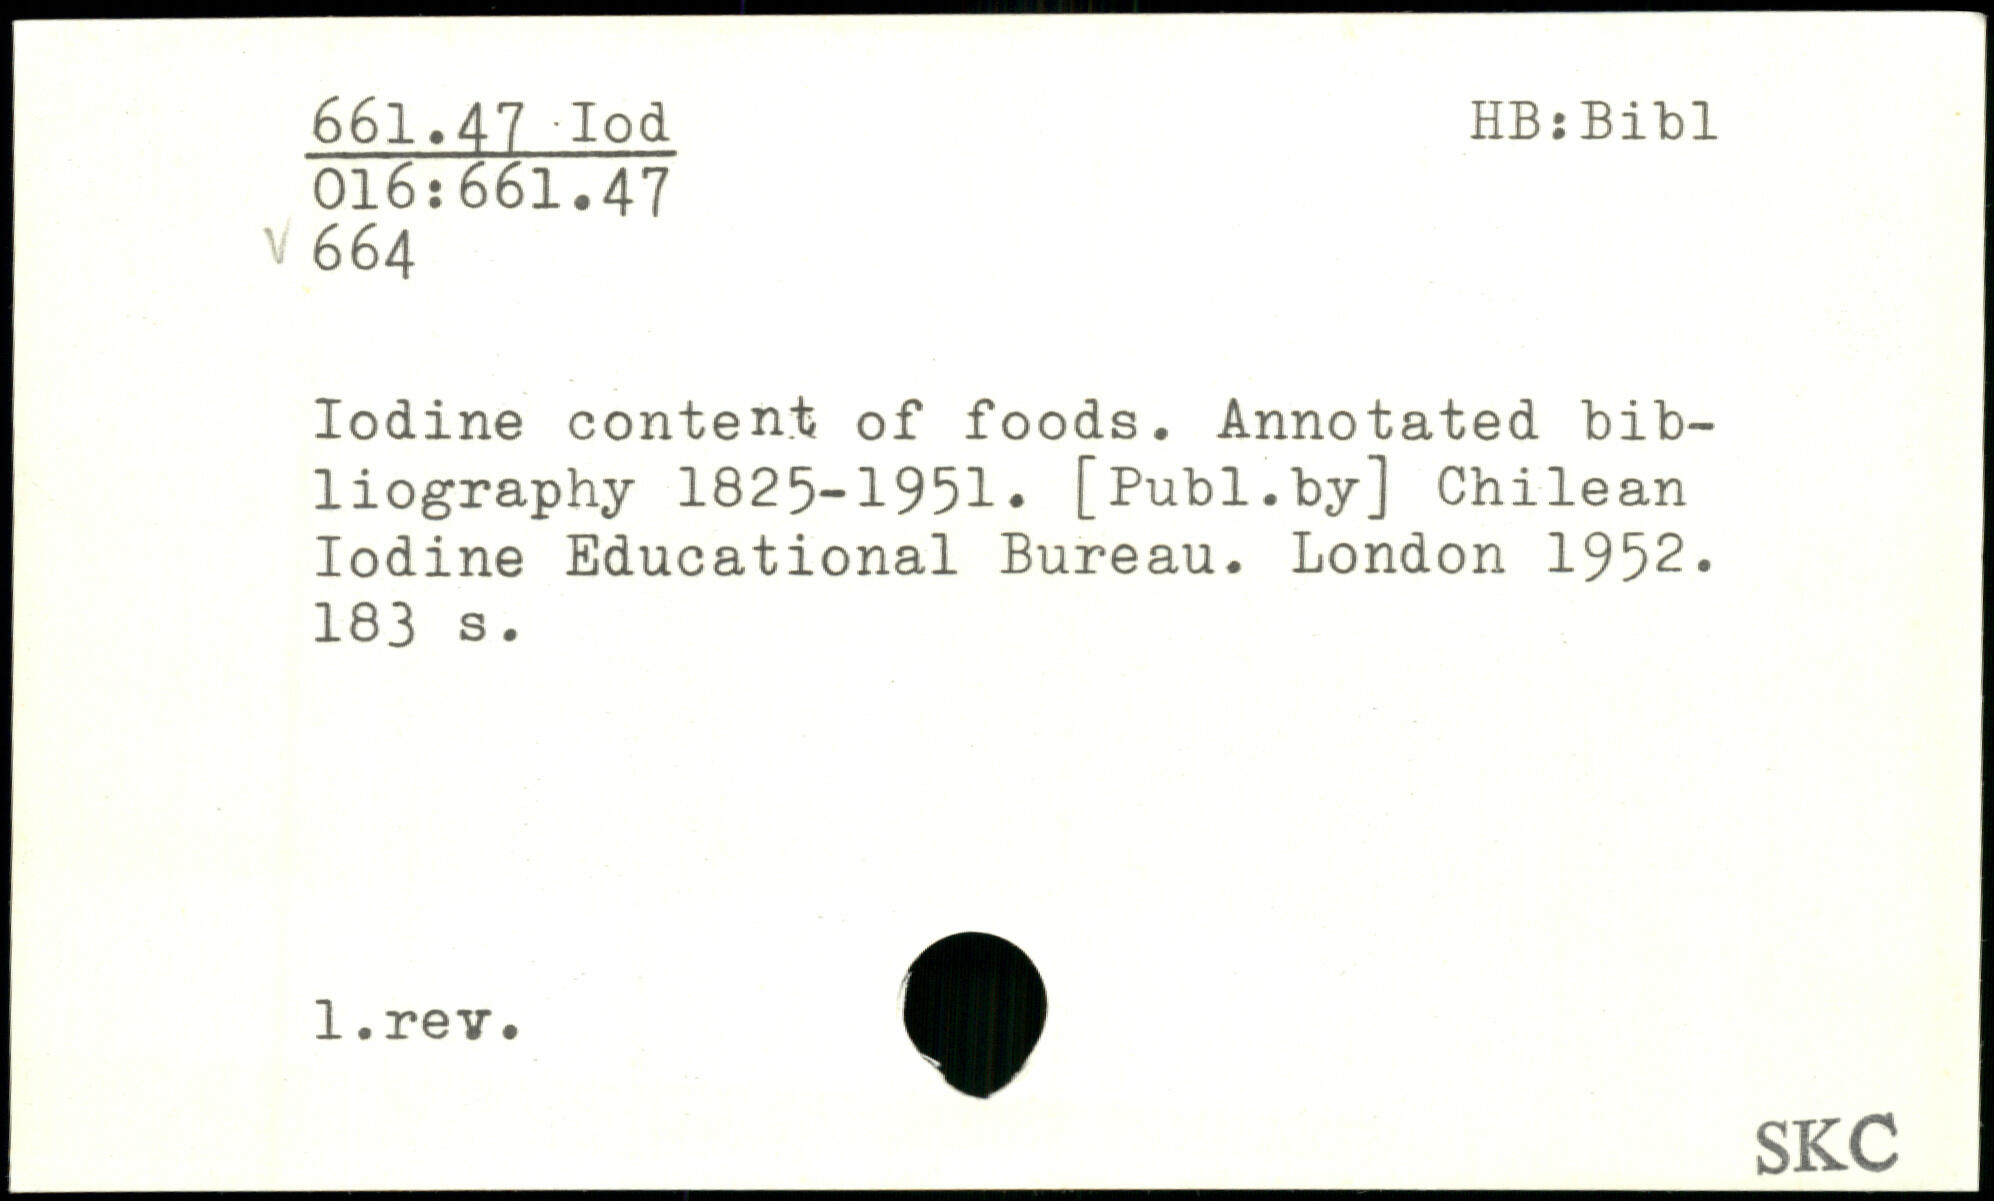 661.47 Iod
HB:Bibl
016:661.47
V 664
Iodine content of foods. Annotated bib-
liography 1825-1951. [Publ.by] Chilean
Iodine Educational Bureau. London 1952.
183 s.
1.rev.
SKC